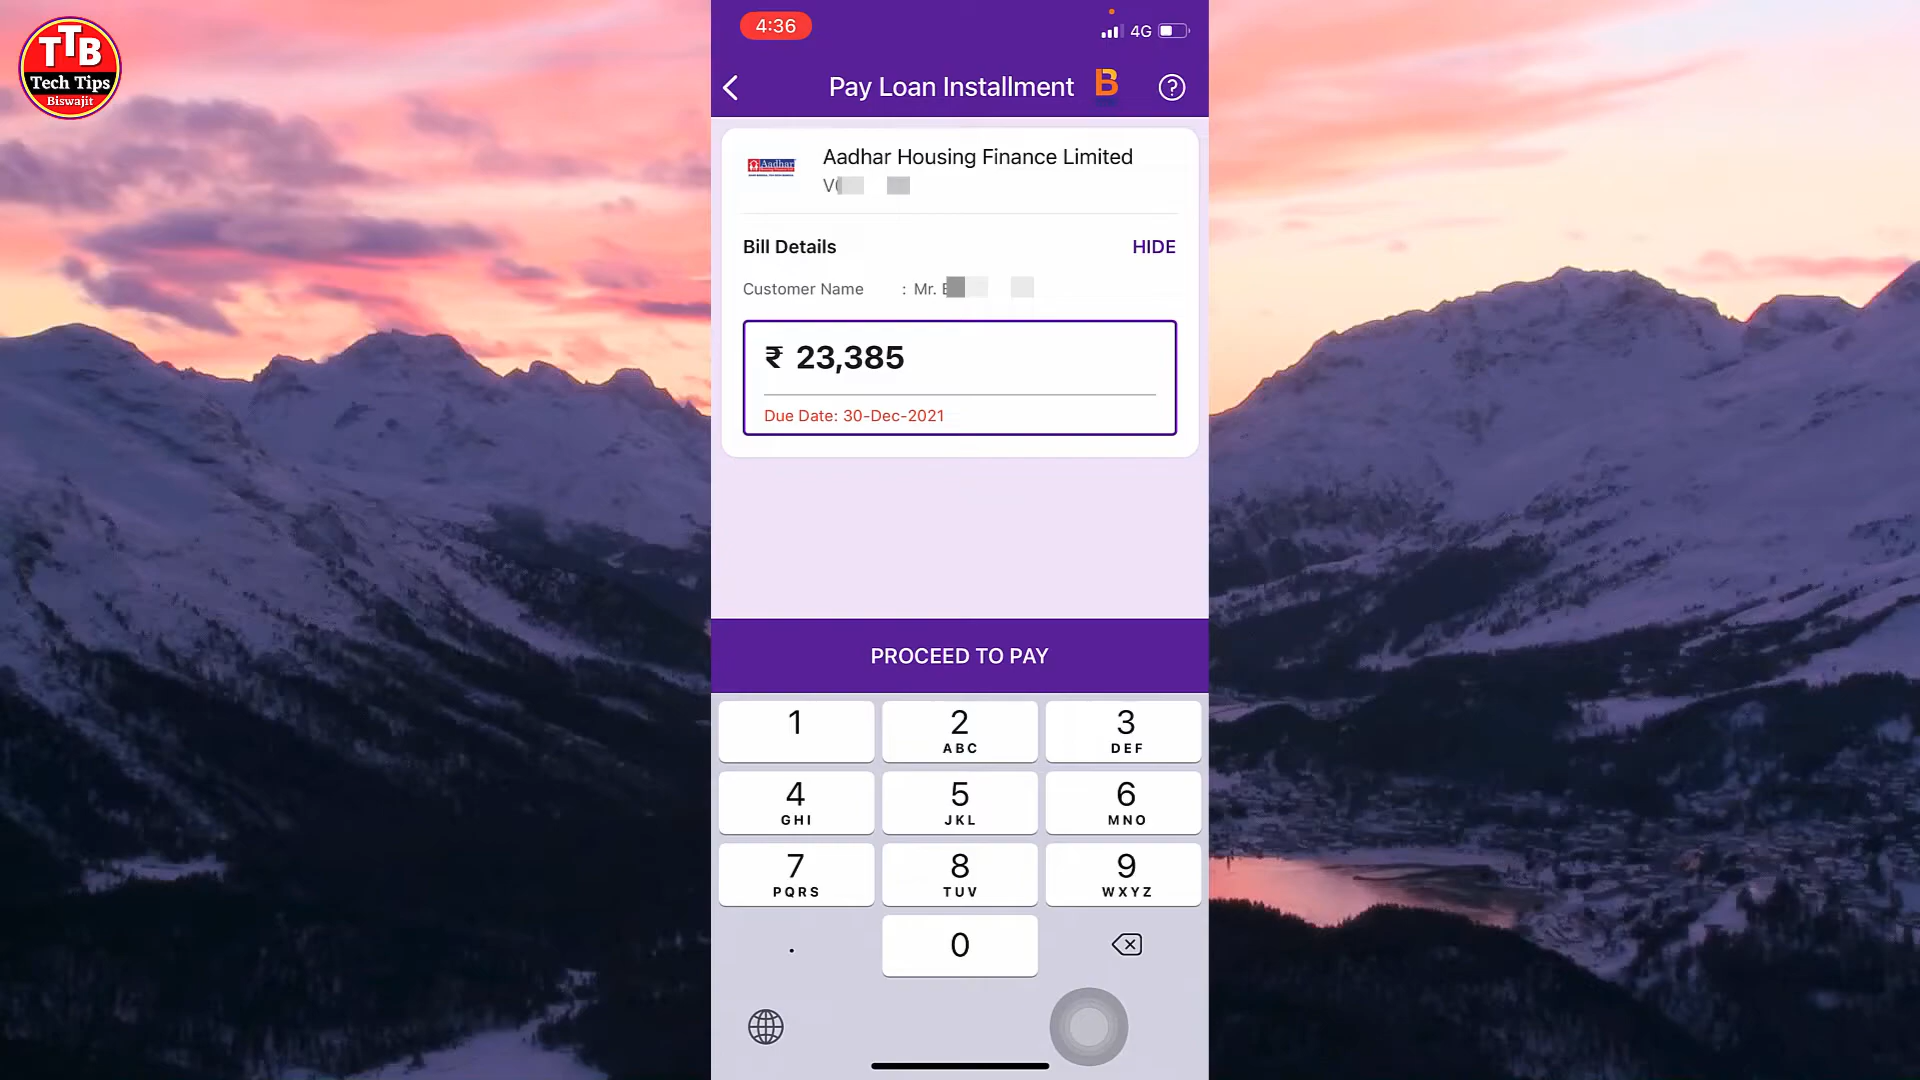 TTB
Tech Tips
Biswajit
4:36
4G
Pay Loan Installment B
?
Aadhar
Aadhar Housing Finance Limited
Bill Details HIDE
Customer Name : Mr.
₹ 23,385
Due Date: 30-Dec-2021
PROCEED TO PAY
1 2 3
ABC DEF
4 5 6
GHI JKL MNO
7 8 9
PQRS TUV WXYZ
. 0